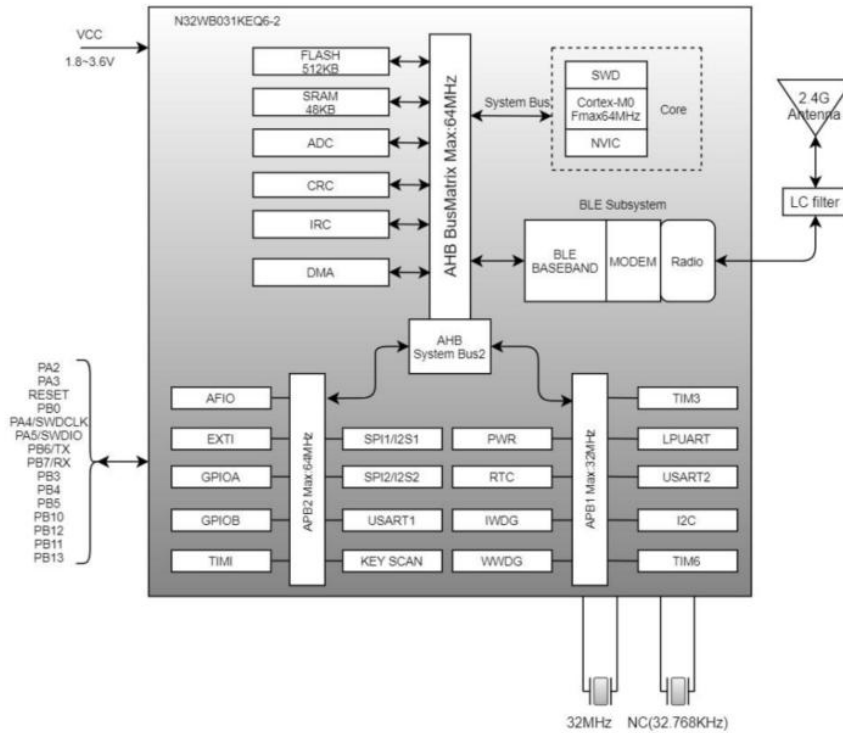 N32WB031KEQ6-2
VCC
1.8~3.6V
FLASH
512KB
SRAM
48KB
ADC
CRC
IRC
DMA
AHB BusMatrix Max:64MHz
System Bus
SWD
Cortex-M0
Fmax64MHz
NVIC
Core
2.4G
Antenna
LC filter
BLE Subsystem
BLE
BASEBAND
MODEM
Radio
AHB
System Bus2
PA2
PA3
RESET
PB0
PA4/SWDCLK
PA5/SWDIO
PB6/TX
PB7/RX
PB3
PB4
PB5
PB10
PB12
PB11
PB13
AFIO
EXTI
GPIOA
GPIOB
TIMI
APB2 Max:64MHz
SPI1/I2S1
SPI2/I2S2
USART1
KEY SCAN
PWR
RTC
IWDG
WWDG
APB1 Max:32MHz
TIM3
LPUART
USART2
I2C
TIM6
32MHz
NC(32.768KHz)